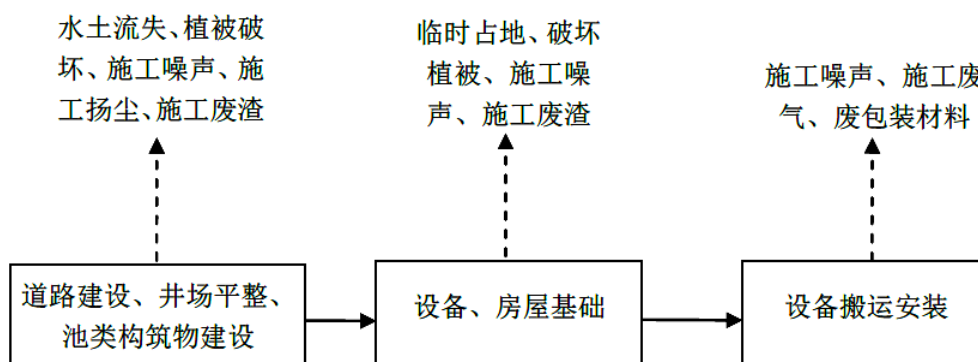 水土流失、植被破
坏、施工噪声、施
工扬尘、施工废渣
临时占地、破坏
植被、施工噪
声、施工废渣
施工噪声、施工废
气、废包装材料
道路建设、井场平整、
池类构筑物建设
设备、房屋基础
设备搬运安装